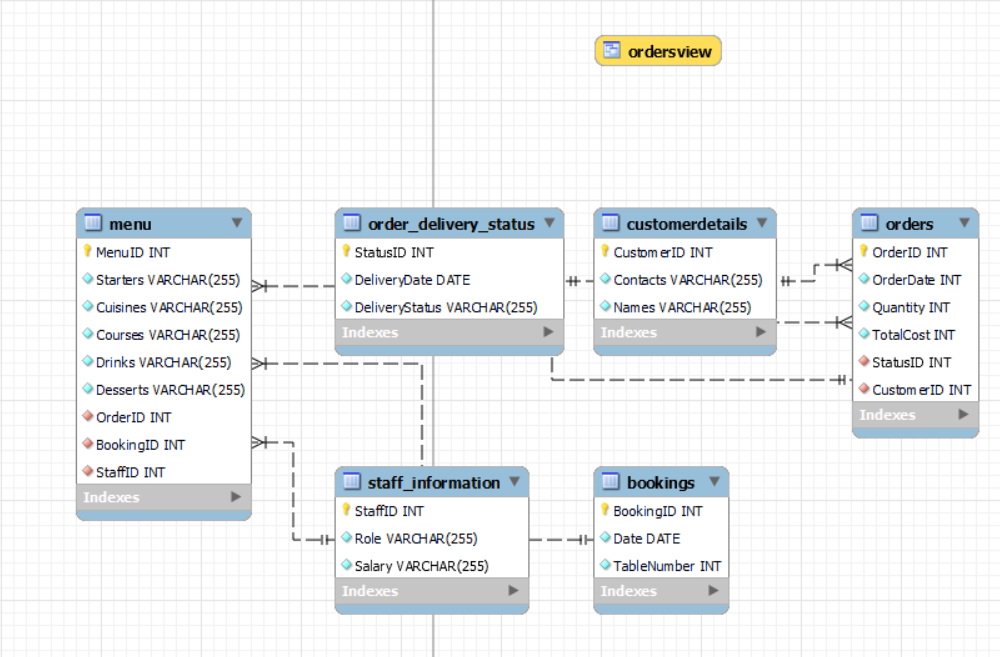 ordersview
menu
MenuID INT
Starters VARCHAR(255)
Cuisines VARCHAR(255)
Courses VARCHAR(255)
Drinks VARCHAR(255)
Desserts VARCHAR(255)
OrderID INT
BookingID INT
StaffID INT
Indexes
order_delivery_status
StatusID INT
DeliveryDate DATE
DeliveryStatus VARCHAR(255)
Indexes
customerdetails
CustomerID INT
Contacts VARCHAR(255)
Names VARCHAR(255)
Indexes
orders
OrderID INT
OrderDate INT
Quantity INT
TotalCost INT
StatusID INT
CustomerID INT
Indexes
staff_information
StaffID INT
Role VARCHAR(255)
Salary VARCHAR(255)
Indexes
bookings
BookingID INT
Date DATE
TableNumber INT
Indexes